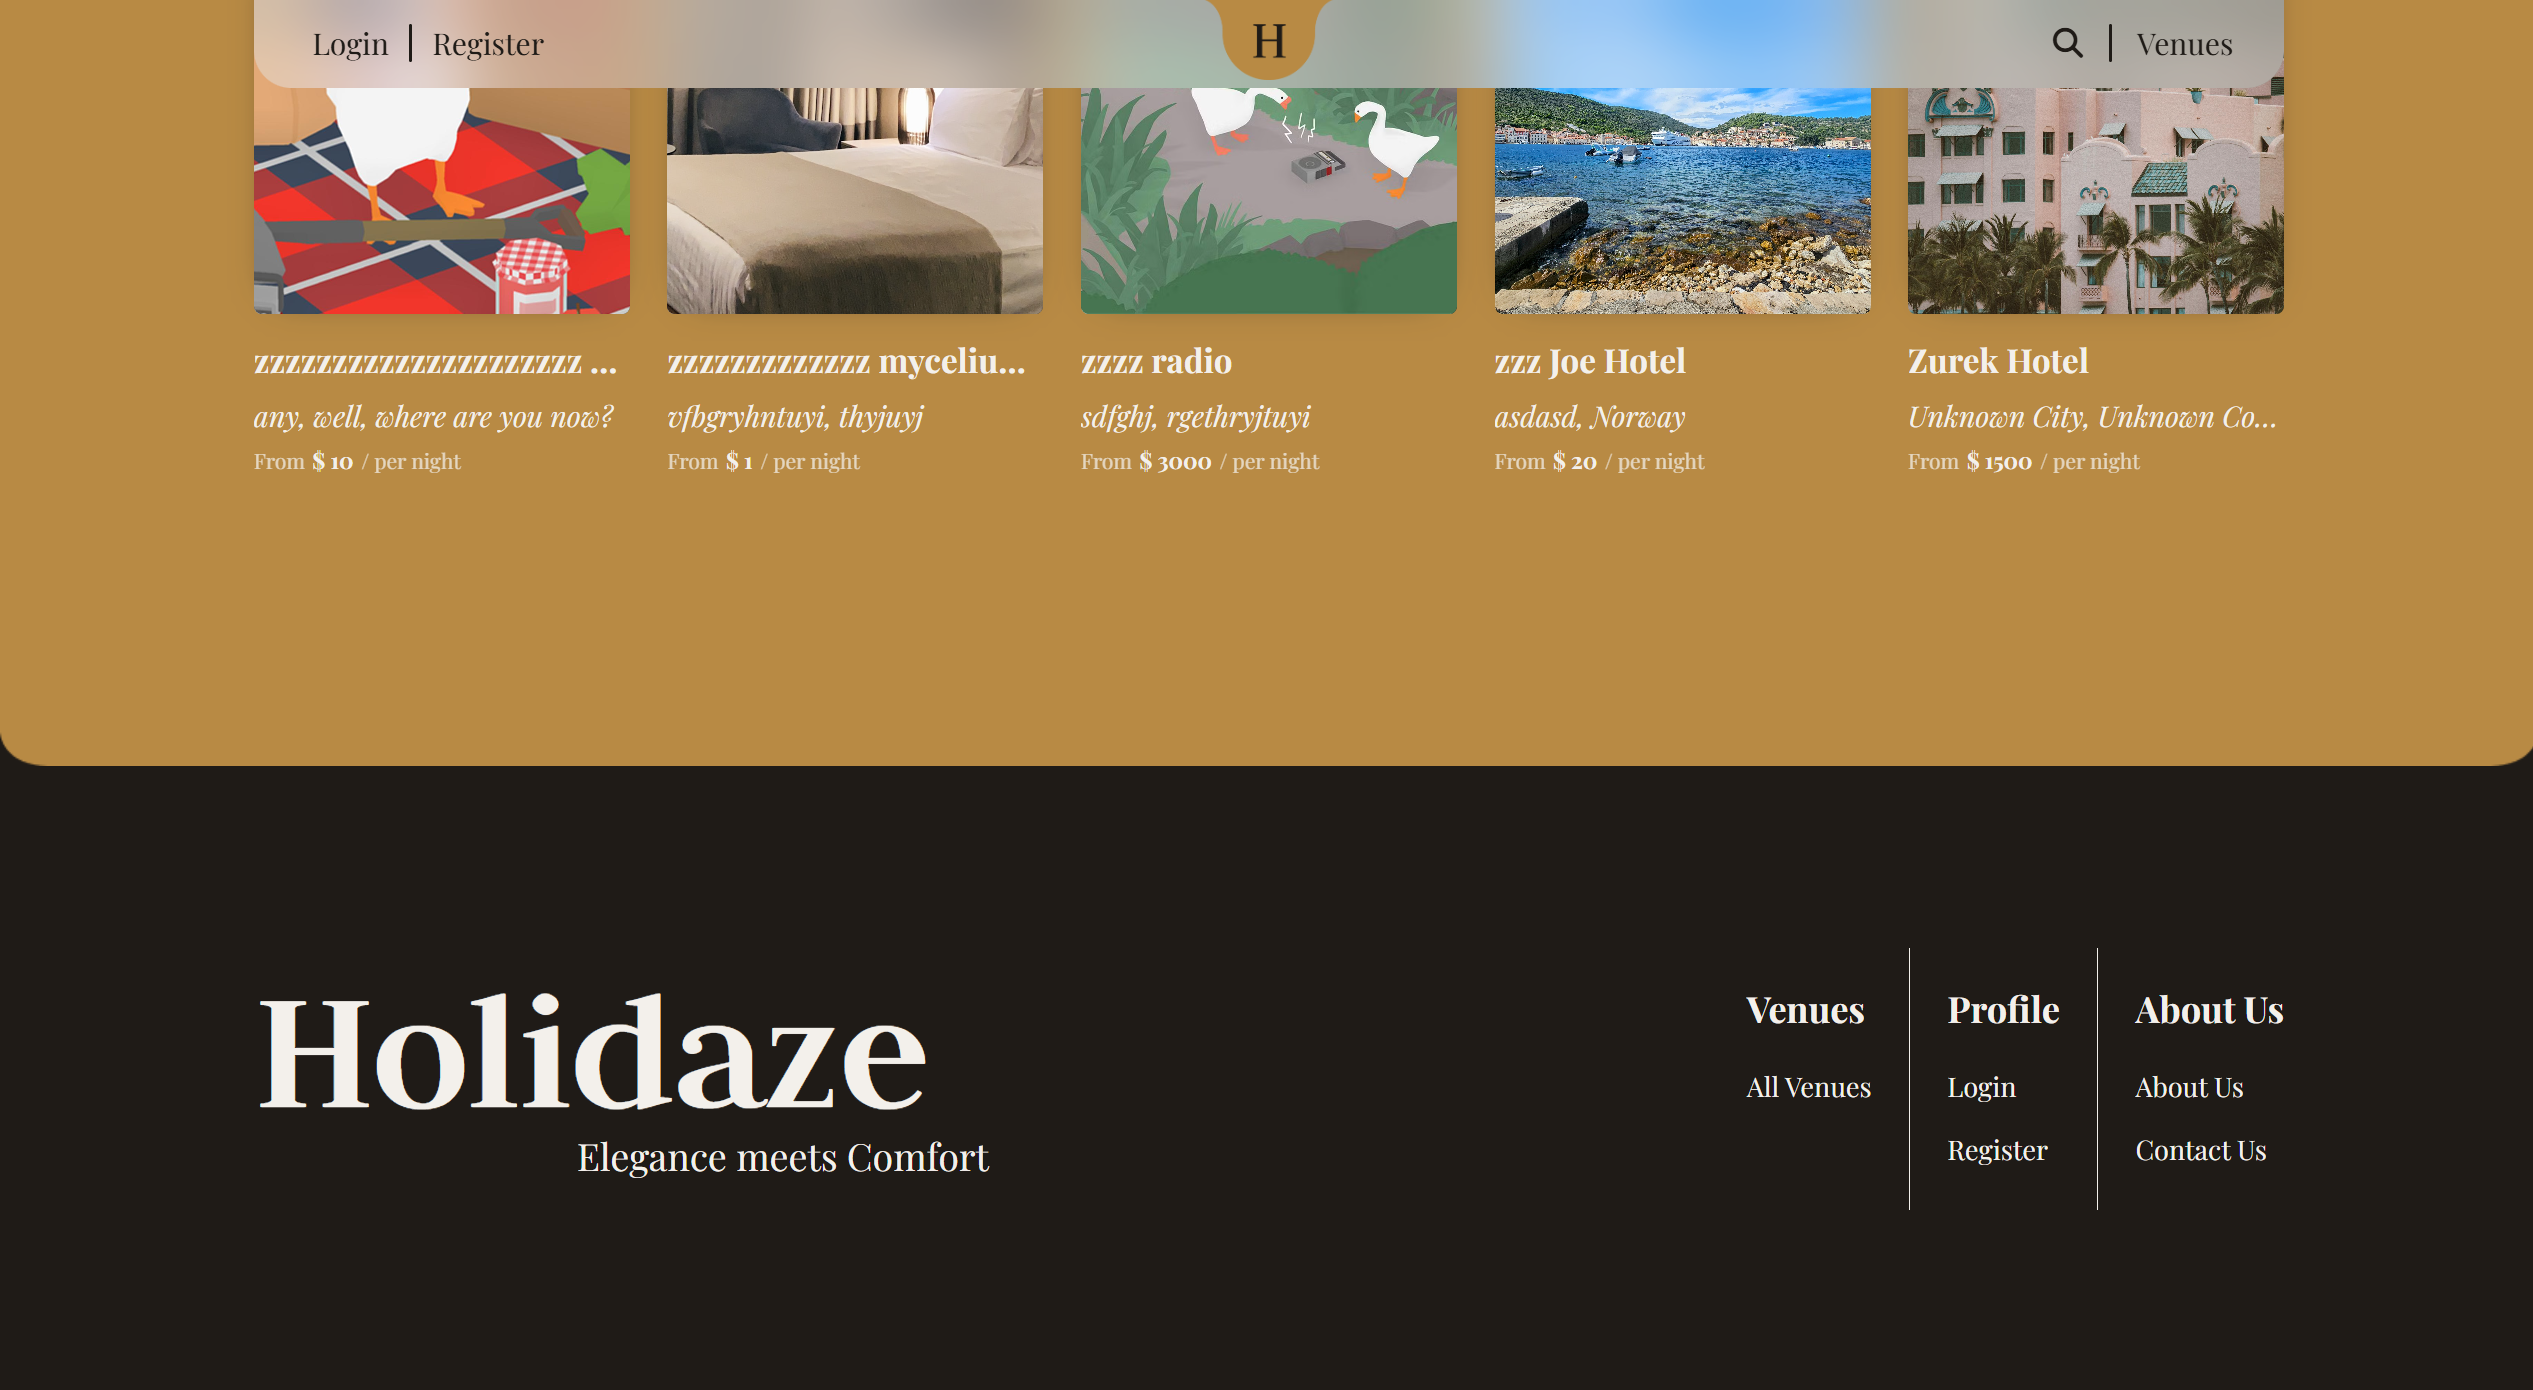 Login | Register
H
Venues
zzzzzzzzzzzzzzzzzzzzz ...
any, well, where are you now?
From $ 10 / per night
zzzzzzzzzzzzz myceliu...
vfbgryhntuyi, thyjuyj
From $ 1 / per night
zzzz radio
sdfghj, rgethryjtuyi
From $ 3000 / per night
zzz Joe Hotel
asdasd, Norway
From $ 20 / per night
Zurek Hotel
Unknown City, Unknown Co...
From $ 1500 / per night
Holidaze
Elegance meets Comfort
Venues
All Venues
Profile
Login
Register
About Us
About Us
Contact Us